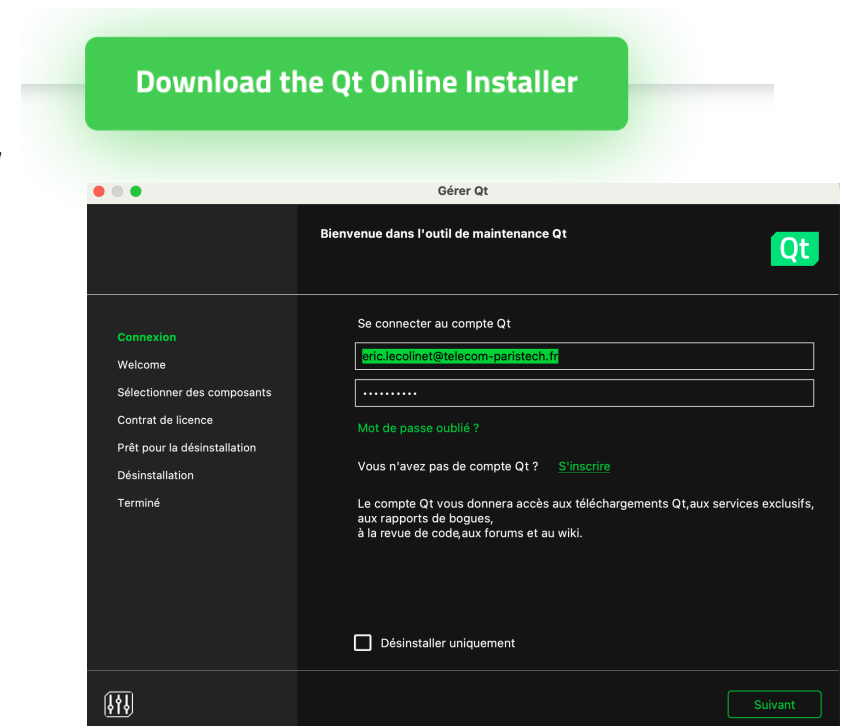 Download the Qt Online Installer
Gérer Qt
Bienvenue dans l'outil de maintenance Qt
Qt
Connexion
Welcome
Sélectionner des composants
Contrat de licence
Prêt pour la désinstallation
Désinstallation
Terminé
Se connecter au compte Qt
eric.lecolinet@telecom-paristech.fr
••••••••••
Mot de passe oublié ?
Vous n'avez pas de compte Qt ? S'inscrire
Le compte Qt vous donnera accès aux téléchargements Qt,aux services exclusifs,
aux rapports de bogues,
à la revue de code,aux forums et au wiki.
Désinstaller uniquement
Suivant